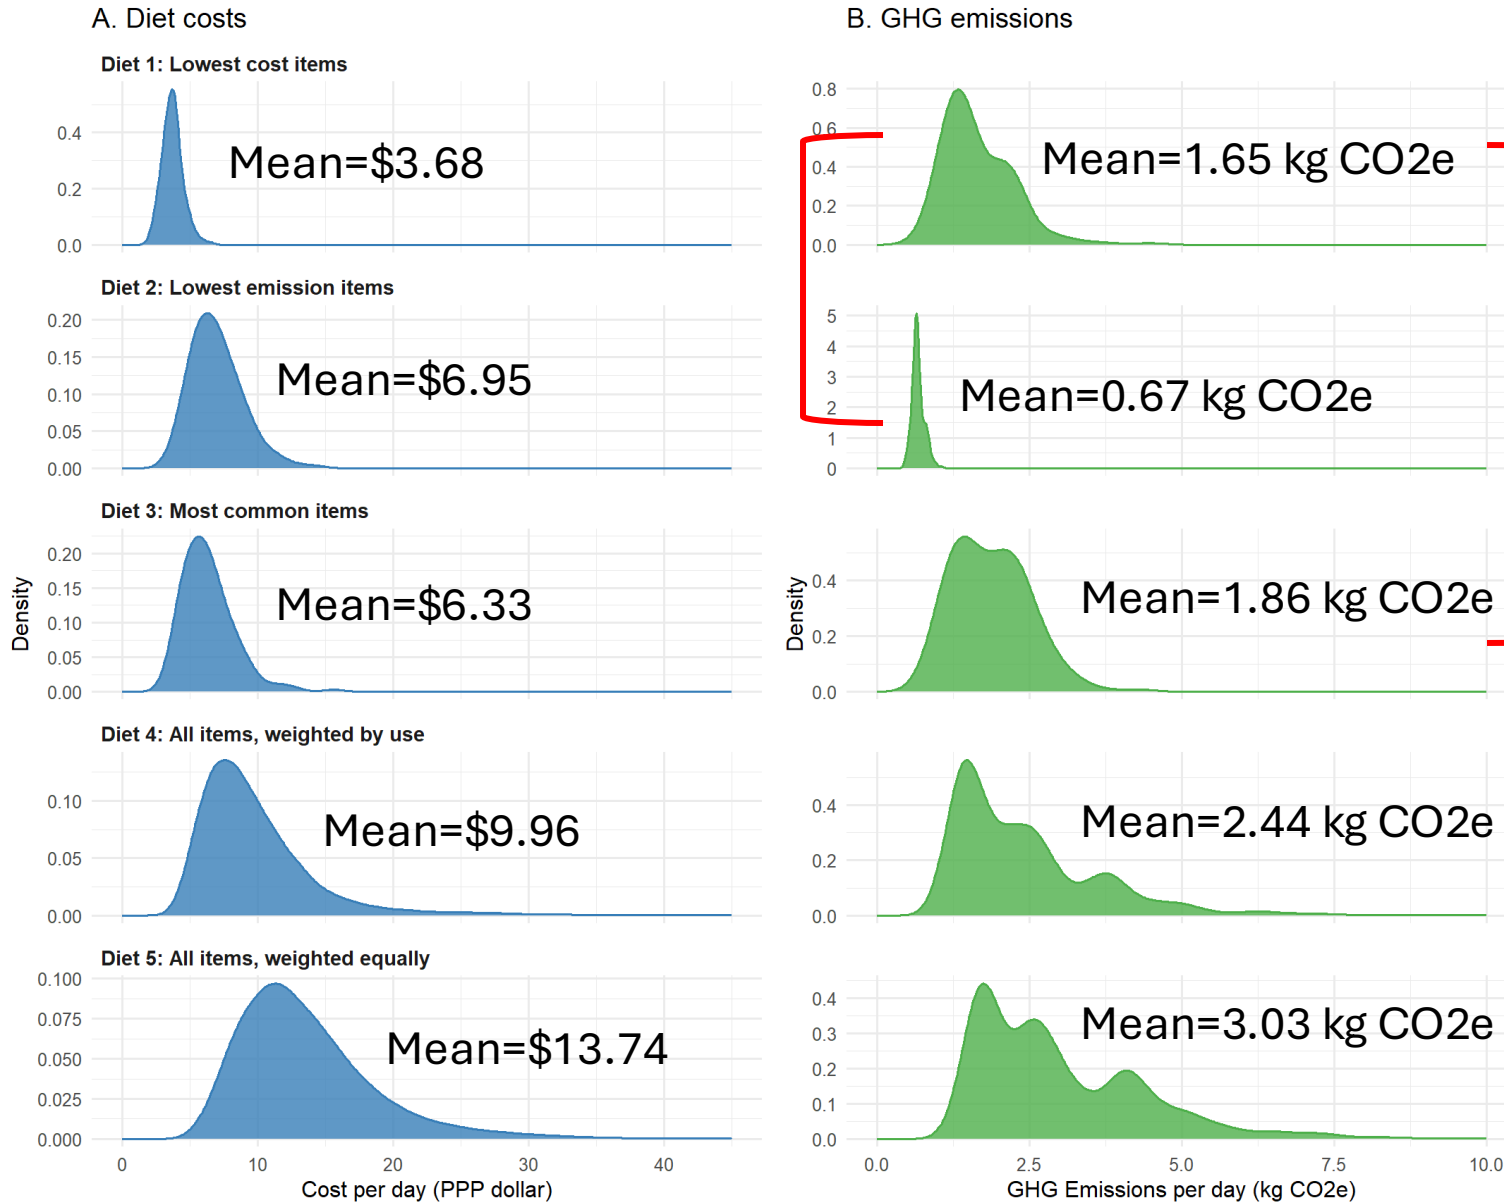 A. Diet costs
Diet 1: Lowest cost items
0.4
0.2
0.0
Mean=$3.68
Diet 2: Lowest emission items
0.20
0.15
0.10
0.05
0.00
Mean=$6.95
Diet 3: Most common items
0.20
0.15
0.10
0.05
0.00
Mean=$6.33
Density
Diet 4: All items, weighted by use
0.10
0.05
0.00
Mean=$9.96
Diet 5: All items, weighted equally
0.100
0.075
0.050
0.025
0.000
Mean=$13.74
0 10 20 30 40
Cost per day (PPP dollar)
B. GHG emissions
0.8
0.6
0.4
0.2
0.0
Mean=1.65 kg CO2e
5
4
3
2
1
0
Mean=0.67 kg CO2e
0.4
0.2
0.0
Mean=1.86 kg CO2e
Density
0.4
0.2
0.0
Mean=2.44 kg CO2e
0.4
0.3
0.2
0.1
0.0
Mean=3.03 kg CO2e
0.0 2.5 5.0 7.5 10.0
GHG Emissions per day (kg CO2e)